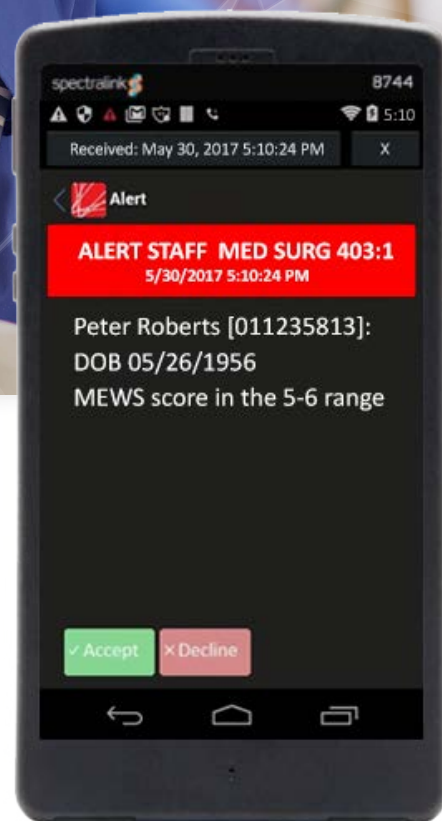 spectralink 8744
5:10
Received: May 30, 2017 5:10:24 PM X
Alert
ALERT STAFF MED SURG 403:1
5/30/2017 5:10:24 PM
Peter Roberts [011235813]:
DOB 05/26/1956
MEWS score in the 5-6 range
✓ Accept × Decline